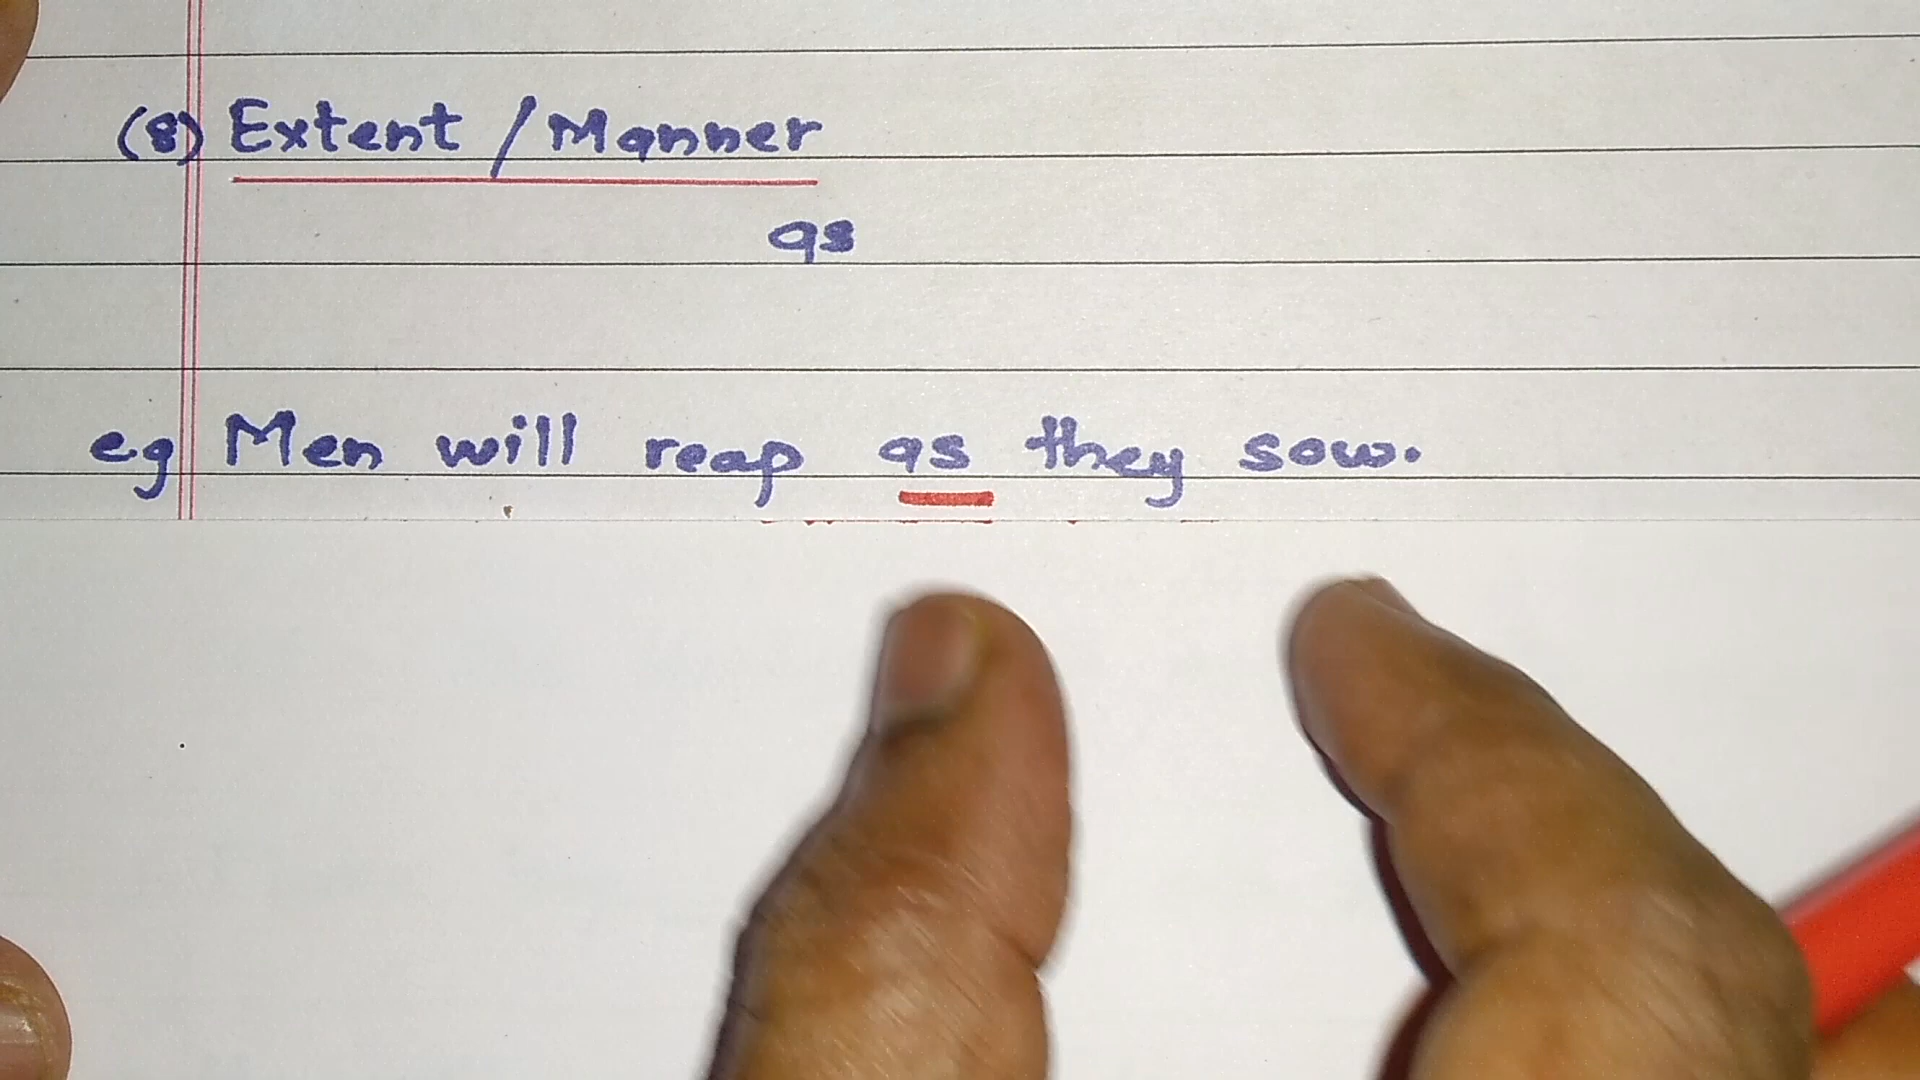 (8) Extent / Manner
as
eg Men will reap as they sow.